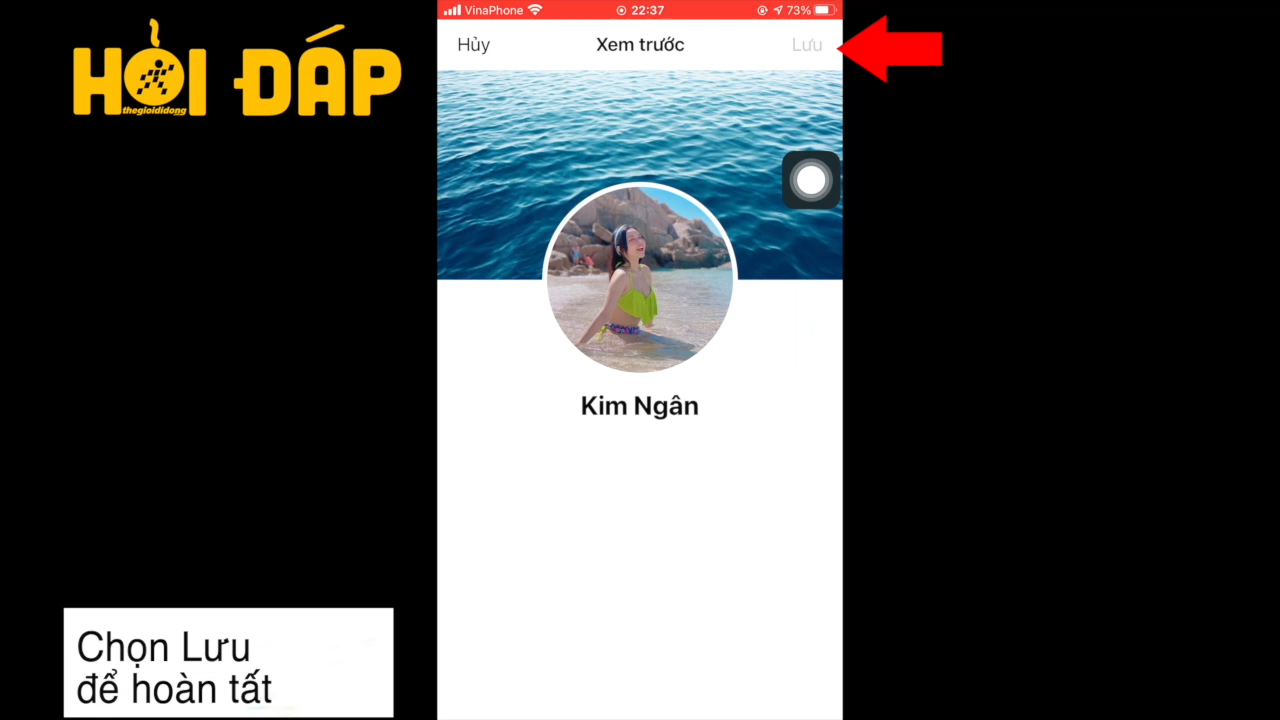 HỎI ĐÁP
thegioididong
VinaPhone 22:37 73%
Hủy Xem trước Lưu
Kim Ngân
Chọn Lưu
để hoàn tất